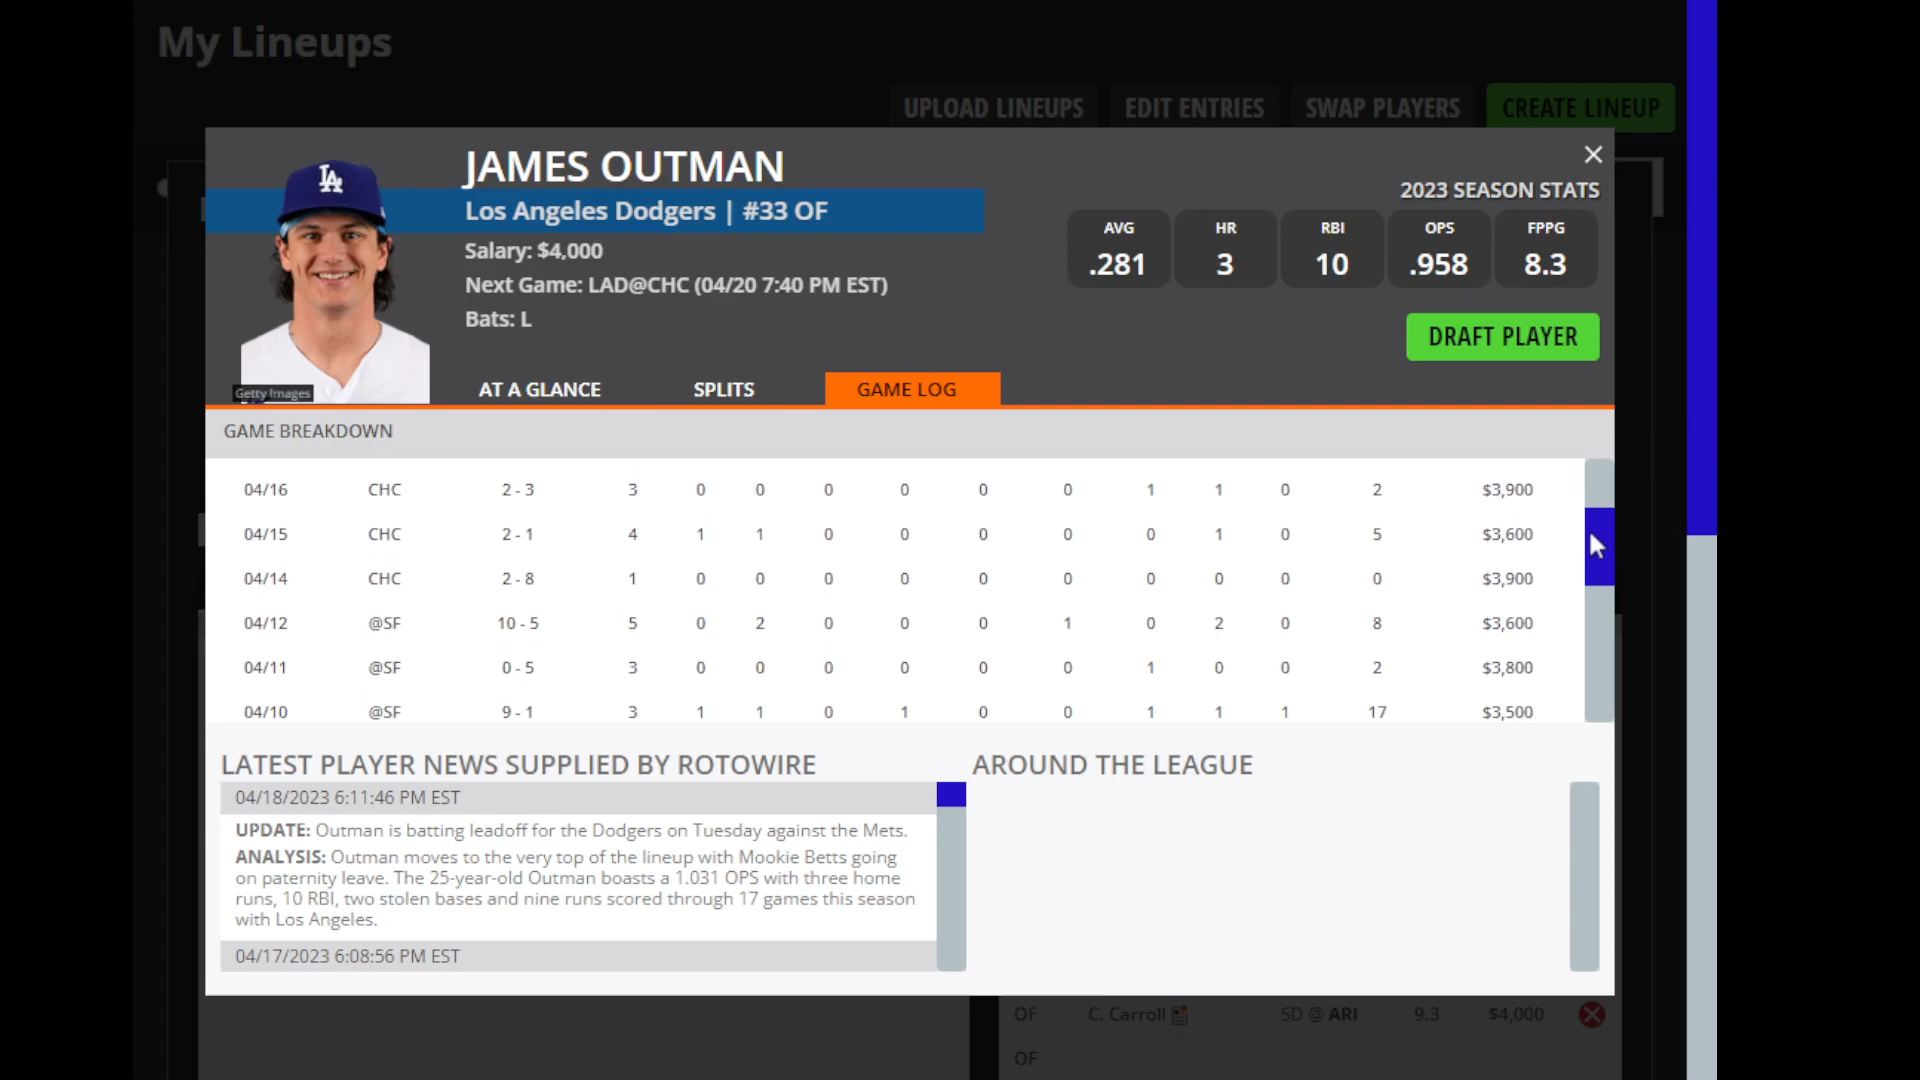 My Lineups
UPLOAD LINEUPS EDIT ENTRIES SWAP PLAYERS CREATE LINEUP
LA
Getty Images
JAMES OUTMAN
Los Angeles Dodgers | #33 OF
Salary: $4,000
Next Game: LAD@CHC (04/20 7:40 PM EST)
Bats: L
2023 SEASON STATS
AVG HR RBI OPS FPPG
.281 3 10 .958 8.3
DRAFT PLAYER
AT A GLANCE SPLITS GAME LOG
GAME BREAKDOWN
04/16 CHC 2 - 3 3 0 0 0 0 0 0 1 1 0 2 $3,900
04/15 CHC 2 - 1 4 1 1 0 0 0 0 0 1 0 5 $3,600
04/14 CHC 2 - 8 1 0 0 0 0 0 0 0 0 0 0 $3,900
04/12 @SF 10 - 5 5 0 2 0 0 0 1 0 2 0 8 $3,600
04/11 @SF 0 - 5 3 0 0 0 0 0 0 1 0 0 2 $3,800
04/10 @SF 9 - 1 3 1 1 0 1 0 0 1 1 1 17 $3,500
LATEST PLAYER NEWS SUPPLIED BY ROTOWIRE
04/18/2023 6:11:46 PM EST
UPDATE: Outman is batting leadoff for the Dodgers on Tuesday against the Mets.
ANALYSIS: Outman moves to the very top of the lineup with Mookie Betts going
on paternity leave. The 25-year-old Outman boasts a 1.031 OPS with three home
runs, 10 RBI, two stolen bases and nine runs scored through 17 games this season
with Los Angeles.
04/17/2023 6:08:56 PM EST
AROUND THE LEAGUE
OF C. Carroll SD @ ARI 9.3 $4,000
OF